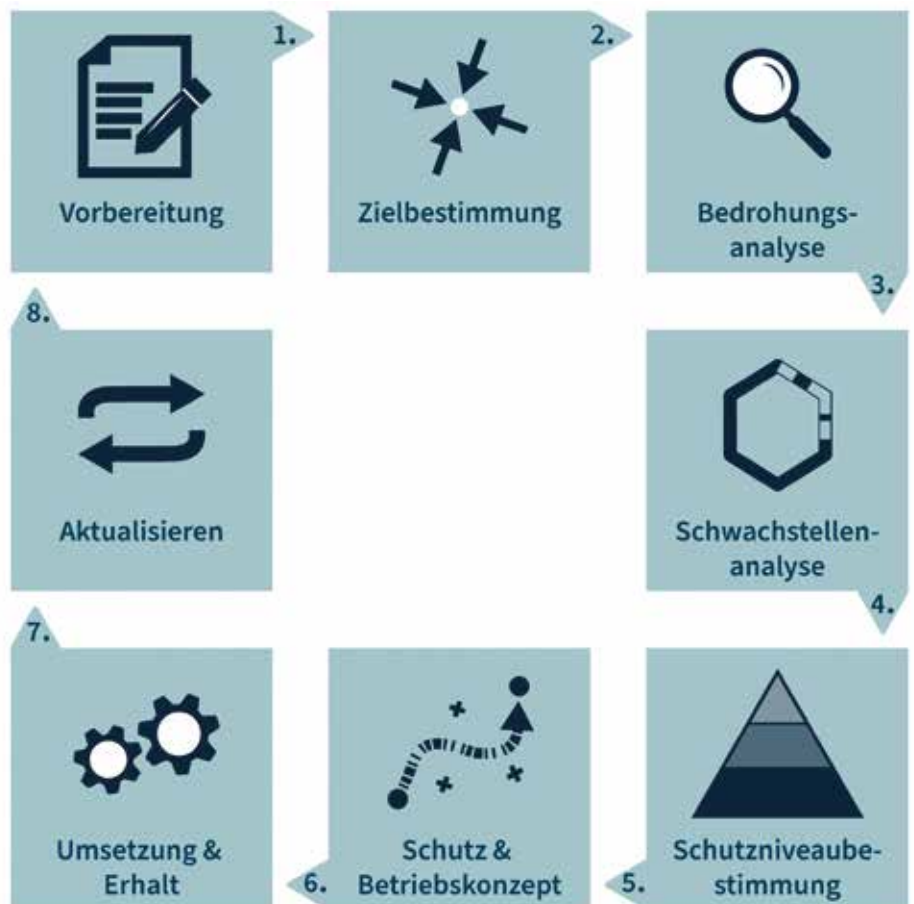 1.
Vorbereitung
2.
Zielbestimmung
Bedrohungs-
analyse
3.
Schwachstellen-
analyse
4.
Schutzniveaube-
stimmung
5.
Schutz &
Betriebskonzept
6.
Umsetzung &
Erhalt
7.
Aktualisieren
8.